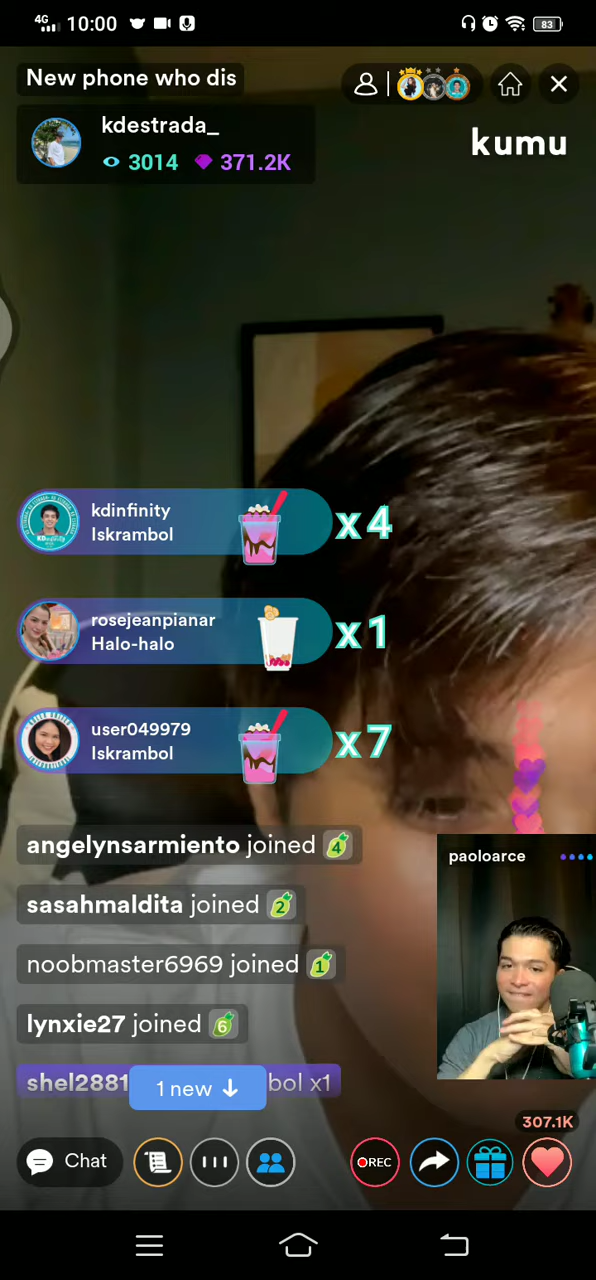 4G 10:00 83
New phone who dis
kdestrada_
3014 371.2K
kumu
kdinfinity
Iskrambol
x4
rosejeanpianar
Halo-halo
x1
user049979
Iskrambol
x7
angelynsarmiento joined 4
sasahmaldita joined 2
noobmaster6969 joined 1
lynxie27 joined 6
shel2881 bol x1
1 new
paoloarce
307.1K
Chat
REC